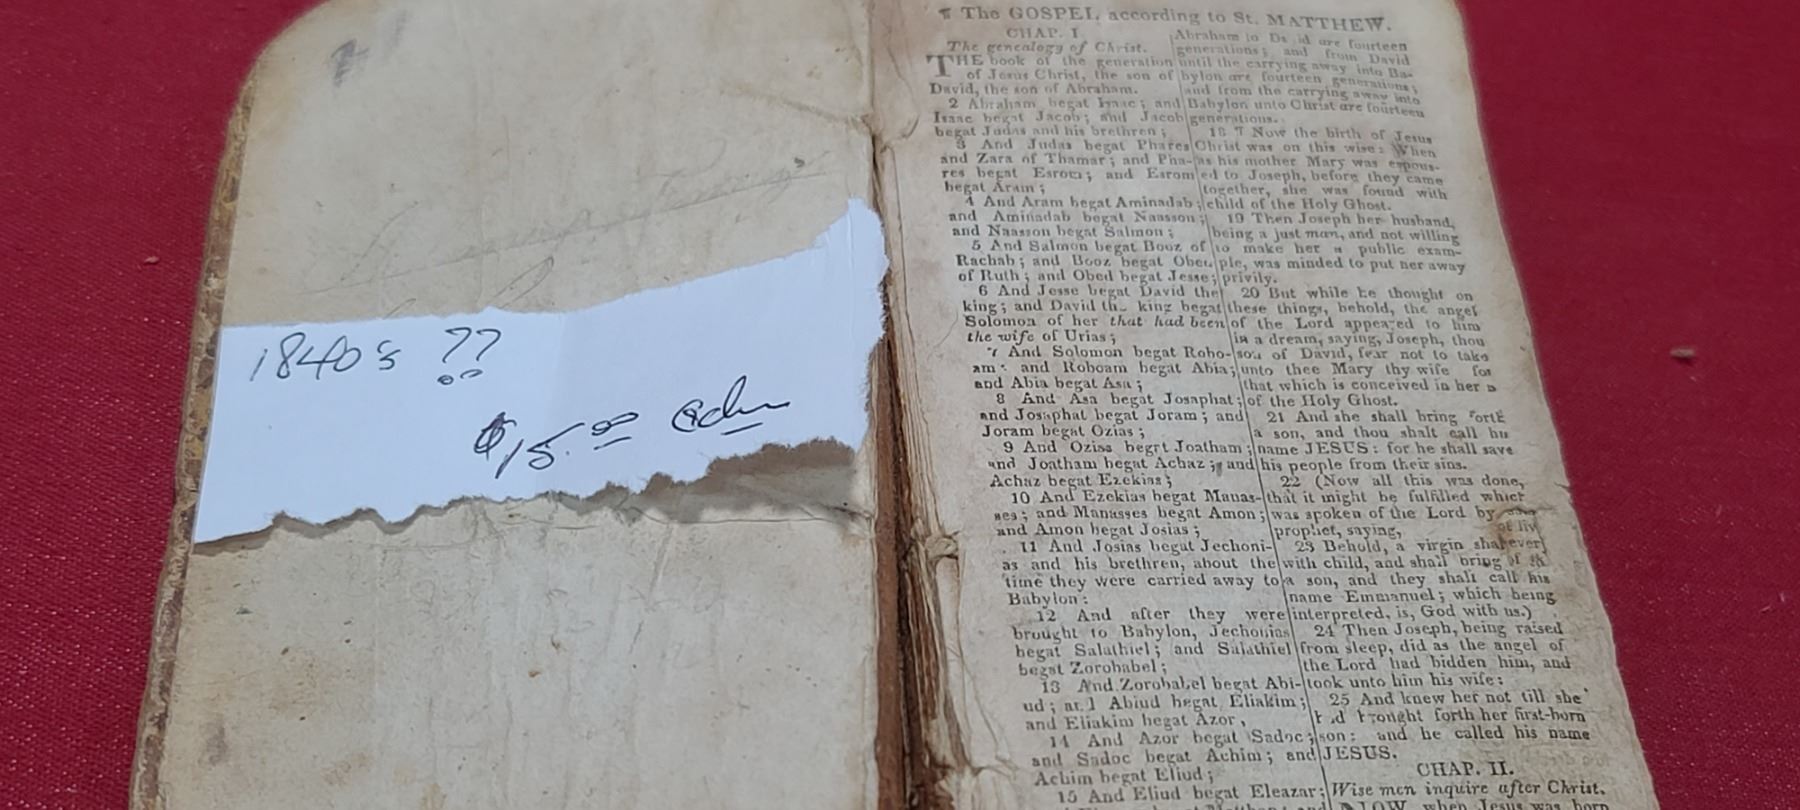 1840's ??
$15.00
¶ The GOSPEL according to St. MATTHEW.
CHAP. I.
The genealogy of Christ.
THE book of the generation
of Jesus Christ, the son of
David, the son of Abraham.
2 Abraham begat Isaac; and
Isaac begat Jacob; and Jacob
begat Judas and his brethren;
3 And Judas begat Phares
and Zara of Thamar; and Pha-
res begat Esrom; and Esrom
begat Aram;
4 And Aram begat Aminadab;
and Aminadab begat Naasson;
and Naasson begat Salmon;
5 And Salmon begat Booz of
Rachab; and Booz begat Obed
of Ruth; and Obed begat Jesse;
6 And Jesse begat David the
king; and David the king begat
Solomon of her that had been
the wife of Urias;
7 And Solomon begat Robo-
am; and Roboam begat Abia;
and Abia begat Asa;
8 And Asa begat Josaphat;
and Josaphat begat Joram; and
Joram begat Ozias;
9 And Ozias begat Joatham;
and Joatham begat Achaz; and
Achaz begat Ezekias;
10 And Ezekias begat Manas-
ses; and Manasses begat Amon;
and Amon begat Josias;
11 And Josias begat Jechoni-
as and his brethren, about the
time they were carried away to
Babylon:
12 And after they were
brought to Babylon, Jechonias
begat Salathiel; and Salathiel
begat Zorobabel;
13 And Zorobabel begat Abi-
ud; and Abiud begat Eliakim;
and Eliakim begat Azor,
14 And Azor begat Sadoc;
and Sadoc begat Achim; and
Achim begat Eliud;
15 And Eliud begat Eleazar;
Abraham to David are fourteen
generations; and from David
until the carrying away into Ba-
bylon are fourteen generations;
and from the carrying away into
Babylon unto Christ are fourteen
generations.
18 ¶ Now the birth of Jesus
Christ was on this wise: When
as his mother Mary was espous-
ed to Joseph, before they came
together, she was found with
child of the Holy Ghost.
19 Then Joseph her husband,
being a just man, and not willing
to make her a public exam-
ple, was minded to put her away
privily.
20 But while he thought on
these things, behold, the angel
of the Lord appeared to him
in a dream, saying, Joseph, thou
son of David, fear not to take
unto thee Mary thy wife for
that which is conceived in her is
of the Holy Ghost.
21 And she shall bring forth
a son, and thou shalt call his
name JESUS: for he shall save
his people from their sins.
22 (Now all this was done,
that it might be fulfilled which
was spoken of the Lord by
prophet, saying,
23 Behold, a virgin shall
with child, and shall bring
a son, and they shall call his
name Emmanuel; which being
interpreted, is, God with us.)
24 Then Joseph, being raised
from sleep, did as the angel of
the Lord had bidden him, and
took unto him his wife:
25 And knew her not till she
had brought forth her first-born
son: and he called his name
JESUS.
CHAP. II.
Wise men inquire after Christ.
NOW when Jesus was born